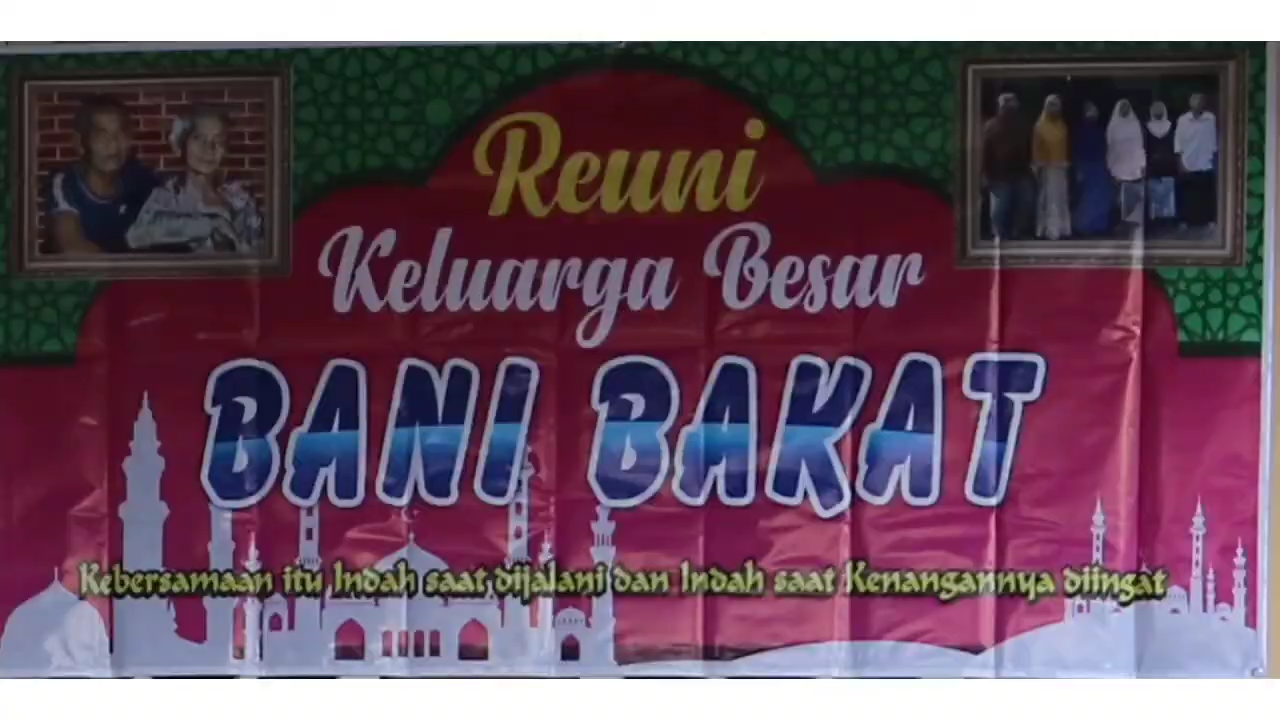 Reuni
Keluarga Besar
BANI BAKAT
Kebersamaan itu Indah saat dijalani dan Indah saat Kenangannya diingat